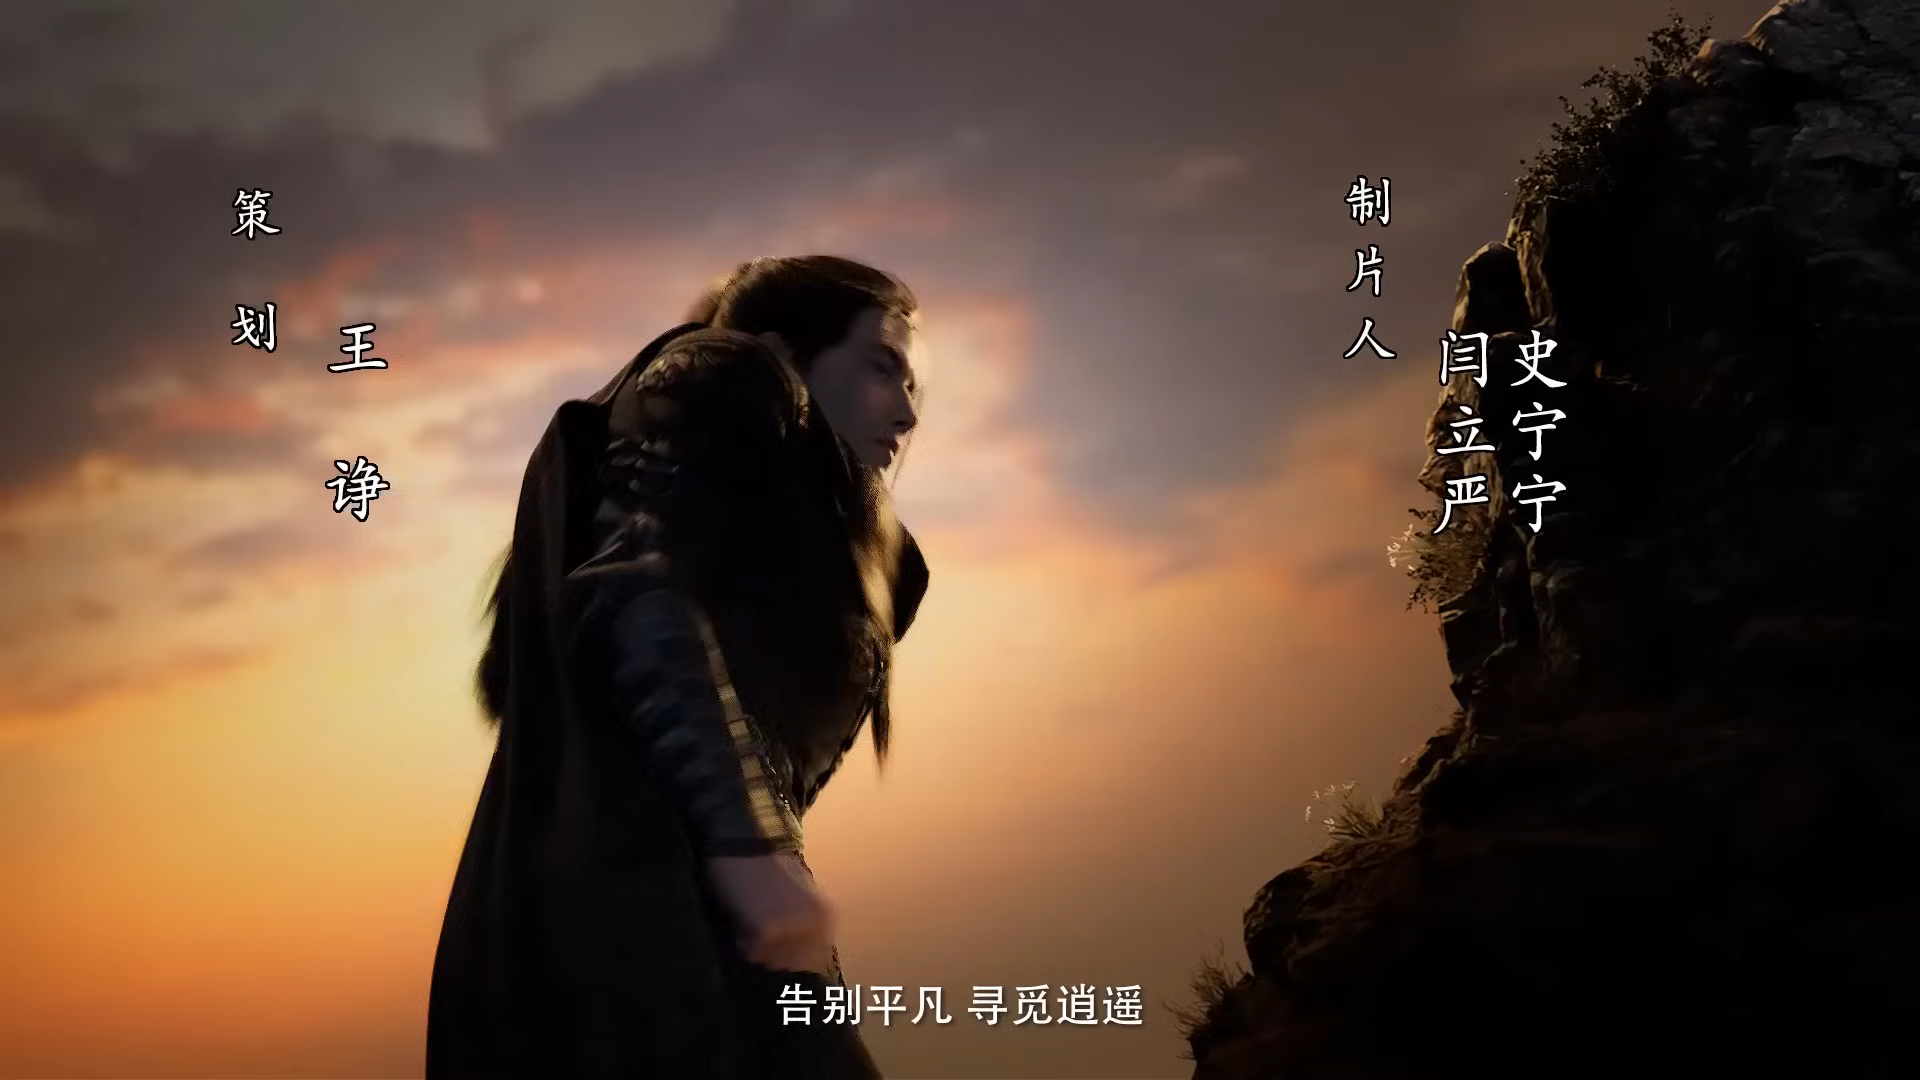 策划
王诤
制片人
史宁宁
闫立严
告别平凡 寻觅逍遥